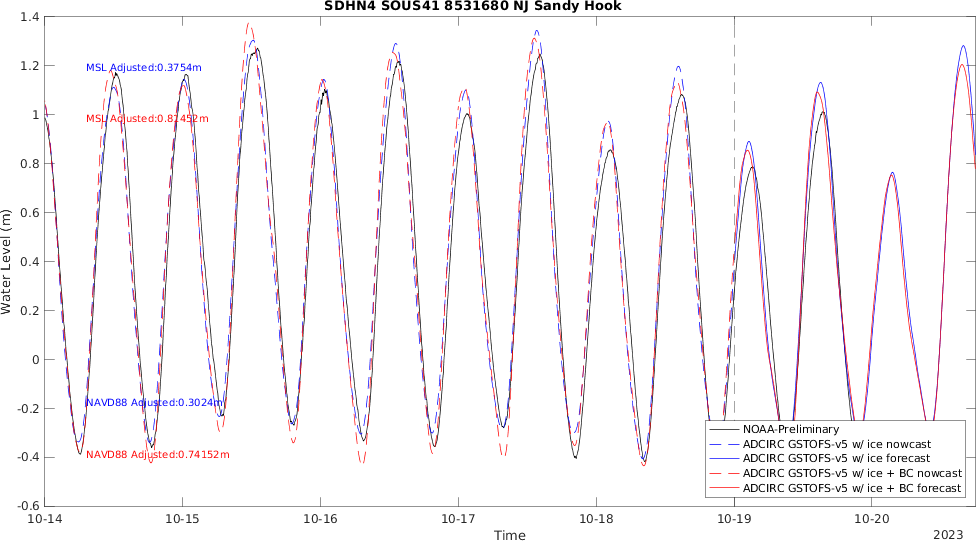 SDHN4 SOUS41 8531680 NJ Sandy Hook
1.4
1.2
1
0.8
0.6
0.4
0.2
0
-0.2
-0.4
-0.6
Water Level (m)
MSL Adjusted:0.3754m
MSL Adjusted:0.81452m
NAVD88 Adjusted:0.3024m
NAVD88 Adjusted:0.74152m
NOAA-Preliminary
ADCIRC GSTOFS-v5 w/ ice nowcast
ADCIRC GSTOFS-v5 w/ ice forecast
ADCIRC GSTOFS-v5 w/ ice + BC nowcast
ADCIRC GSTOFS-v5 w/ ice + BC forecast
10-14
10-15
10-16
10-17
10-18
10-19
10-20
Time
2023